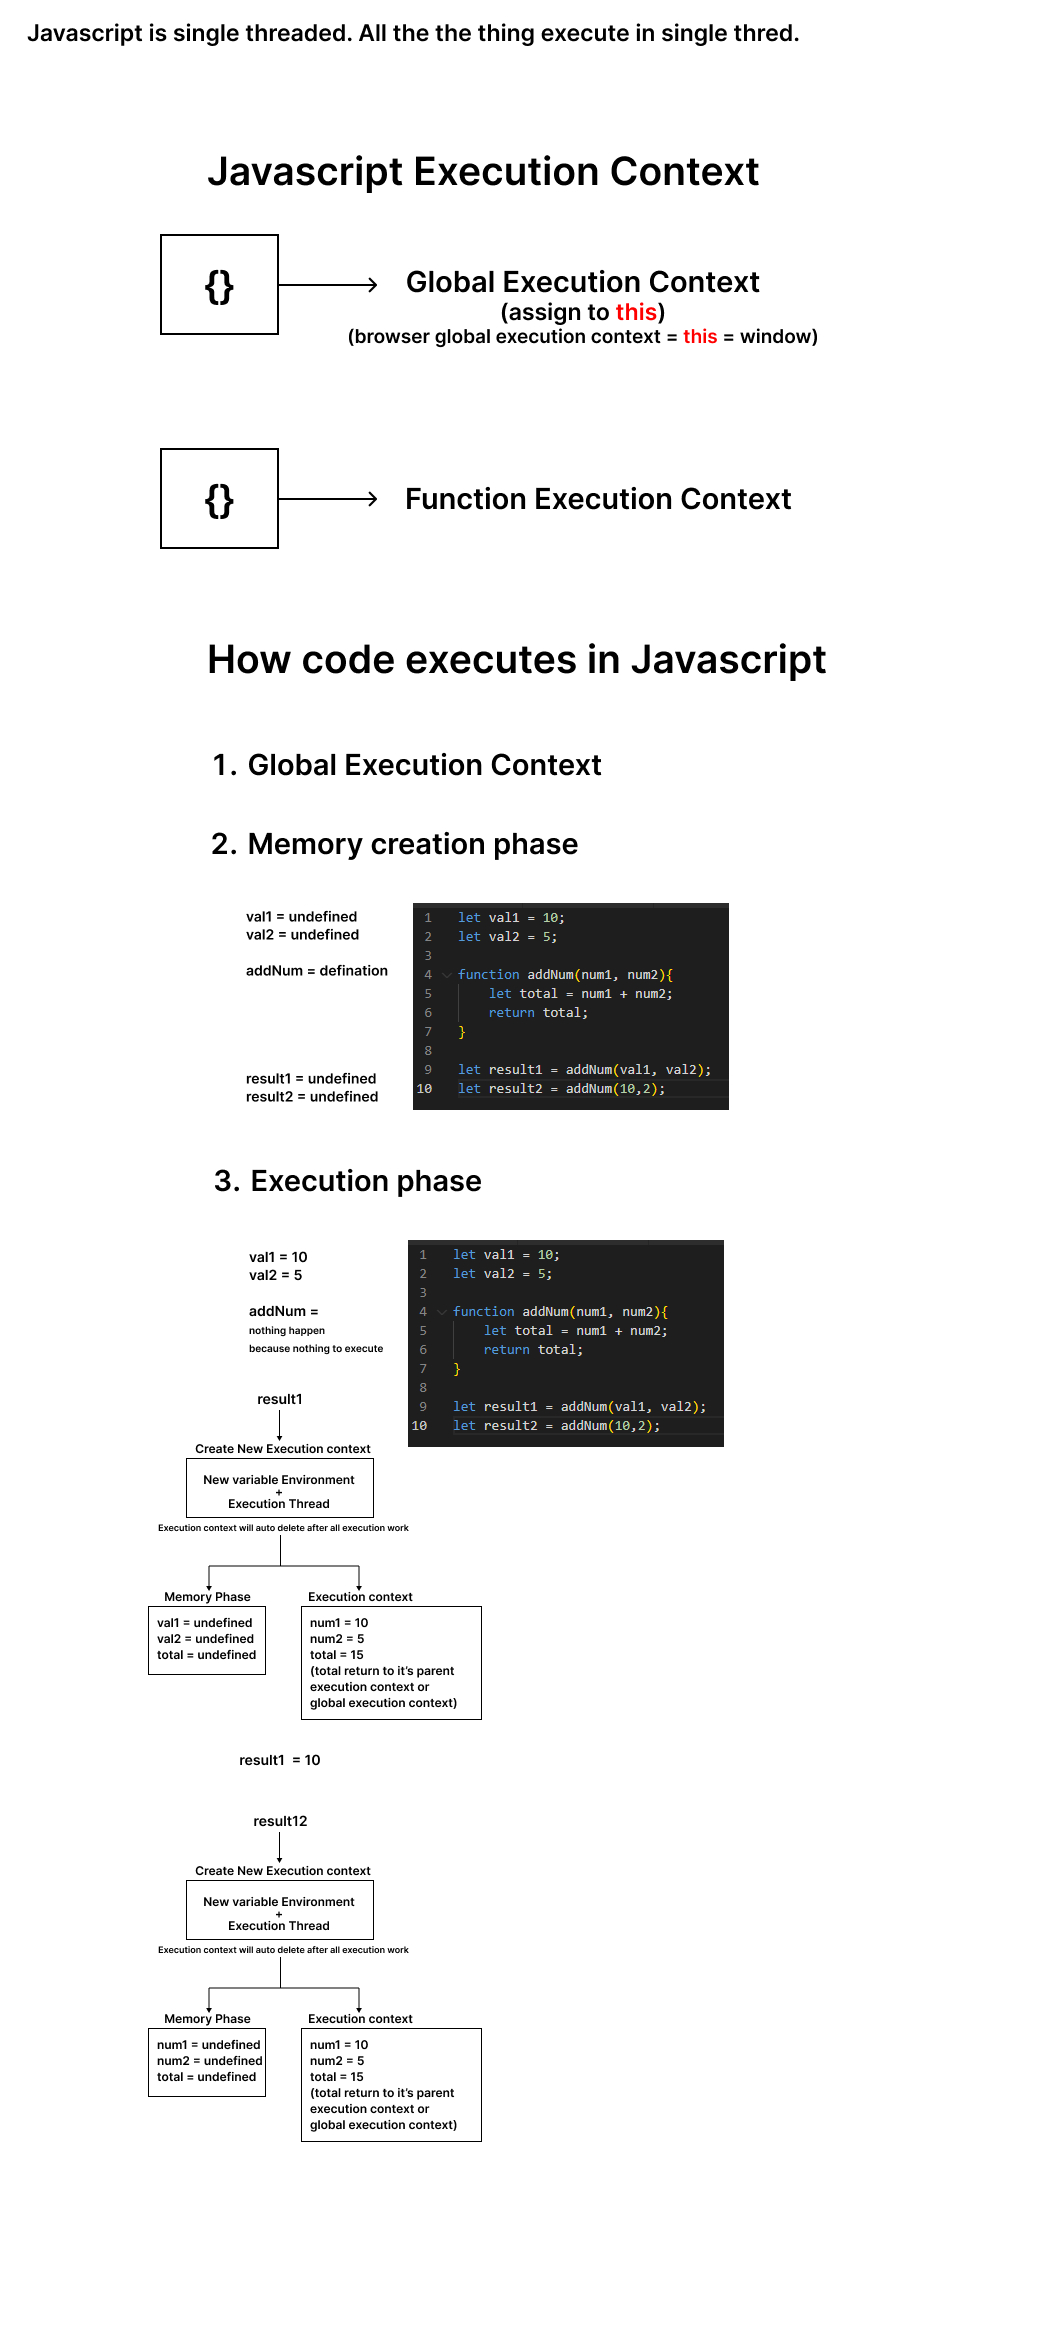 Javascript is single threaded. All the the thing execute in single thred.
Javascript Execution Context
{}
Global Execution Context
(assign to this)
(browser global execution context = this = window)
{}
Function Execution Context
How code executes in Javascript
1. Global Execution Context
2. Memory creation phase
val1 = undefined
val2 = undefined
addNum = defination
result1 = undefined
result2 = undefined
1 let val1 = 10;
2 let val2 = 5;
3
4 function addNum(num1, num2){
5 let total = num1 + num2;
6 return total;
7 }
8
9 let result1 = addNum(val1, val2);
10 let result2 = addNum(10,2);
3. Execution phase
val1 = 10
val2 = 5
addNum =
nothing happen
because nothing to execute
1 let val1 = 10;
2 let val2 = 5;
3
4 function addNum(num1, num2){
5 let total = num1 + num2;
6 return total;
7 }
8
9 let result1 = addNum(val1, val2);
10 let result2 = addNum(10,2);
result1
Create New Execution context
New variable Environment
+
Execution Thread
Execution context will auto delete after all execution work
Memory Phase
val1 = undefined
val2 = undefined
total = undefined
Execution context
num1 = 10
num2 = 5
total = 15
(total return to it's parent
execution context or
global execution context)
result1 = 10
result12
Create New Execution context
New variable Environment
+
Execution Thread
Execution context will auto delete after all execution work
Memory Phase
num1 = undefined
num2 = undefined
total = undefined
Execution context
num1 = 10
num2 = 5
total = 15
(total return to it's parent
execution context or
global execution context)